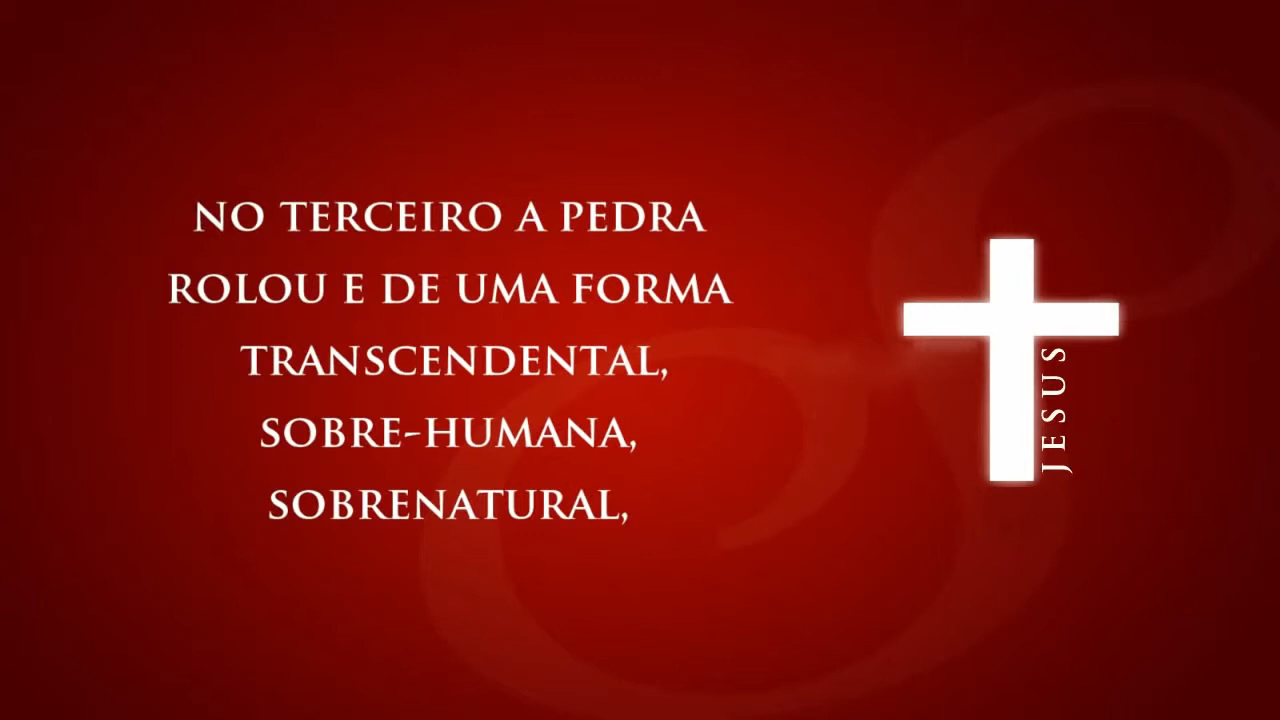 NO TERCEIRO A PEDRA
ROLOU E DE UMA FORMA
TRANSCENDENTAL,
SOBRE-HUMANA,
SOBRENATURAL,
JESUS